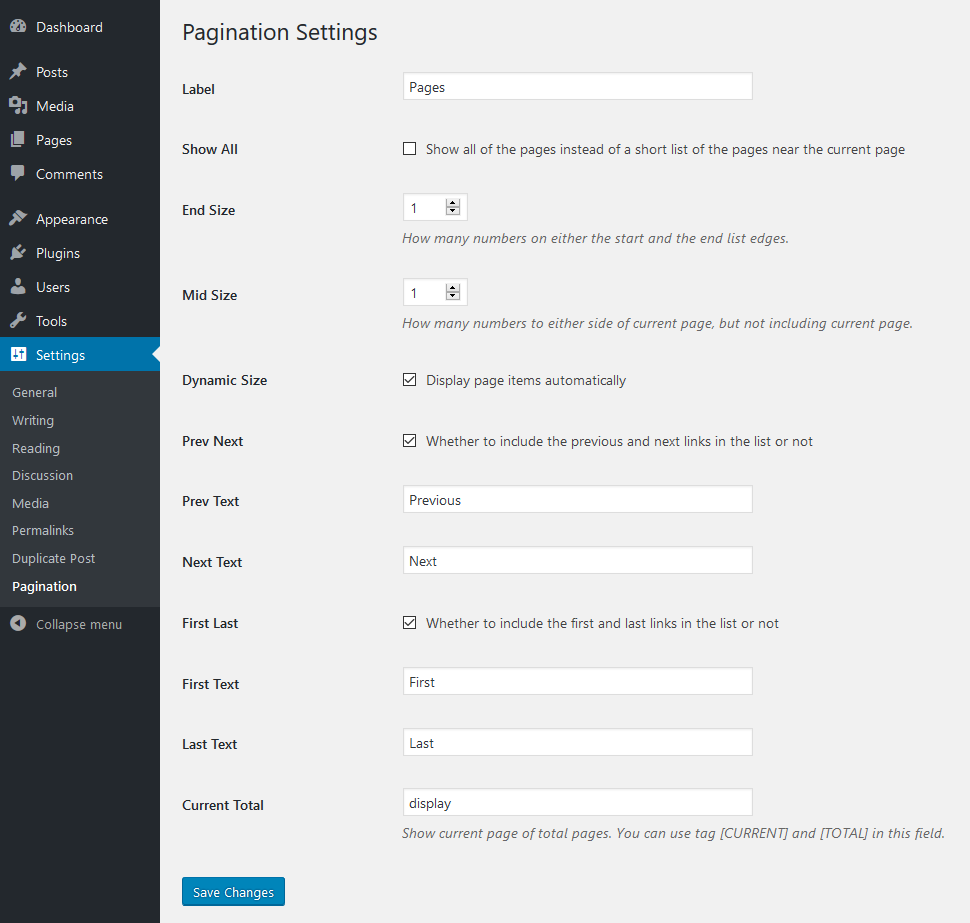 Dashboard
Posts
Media
Pages
Comments
Appearance
Plugins
Users
Tools
Settings
General
Writing
Reading
Discussion
Media
Permalinks
Duplicate Post
Pagination
Collapse menu
Pagination Settings
Label
Pages
Show All
Show all of the pages instead of a short list of the pages near the current page
End Size
1
How many numbers on either the start and the end list edges.
Mid Size
1
How many numbers to either side of current page, but not including current page.
Dynamic Size
Display page items automatically
Prev Next
Whether to include the previous and next links in the list or not
Prev Text
Previous
Next Text
Next
First Last
Whether to include the first and last links in the list or not
First Text
First
Last Text
Last
Current Total
display
Show current page of total pages. You can use tag [CURRENT] and [TOTAL] in this field.
Save Changes